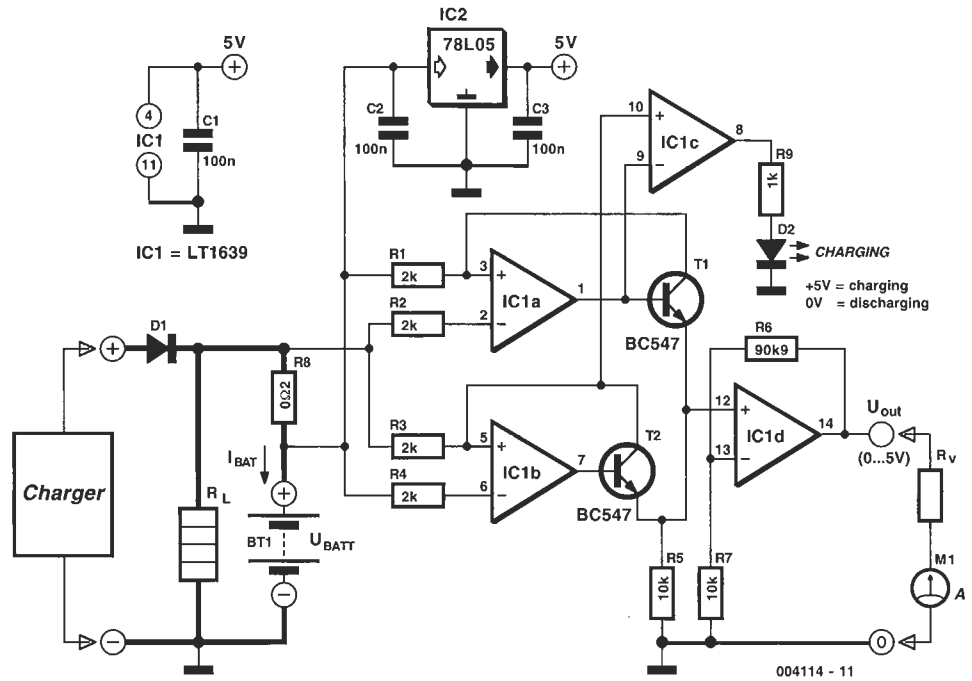 IC2
5V
78L05
5V
4
IC1
11
C1
100n
C2
100n
C3
100n
IC1 = LT1639
10
+
IC1c
8
9
−
R9
1k
D2
CHARGING
+5V = charging
0V = discharging
R1
2k
3
+
IC1a
1
R2
2k
2
−
T1
BC547
D1
+
R8
0Ω2
R6
90k9
R3
2k
5
+
IC1b
7
R4
2k
6
−
T2
BC547
12
+
IC1d
14
13
−
Uout
(0...5V)
RV
Charger
IBAT
+
RL
BT1
UBATT
−
R5
10k
R7
10k
M1
A
−
0
004114 - 11